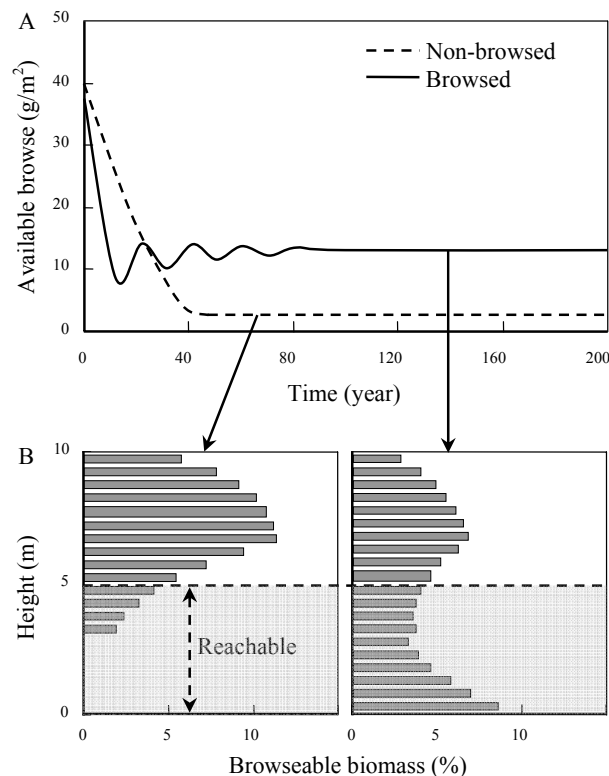 A
50
40
30
20
10
0
Available browse (g/m²)
Non-browsed
Browsed
0 40 80 120 160 200
Time (year)
B
10
5
0
Height (m)
Reachable
0 5 10
0 5 10
Browseable biomass (%)